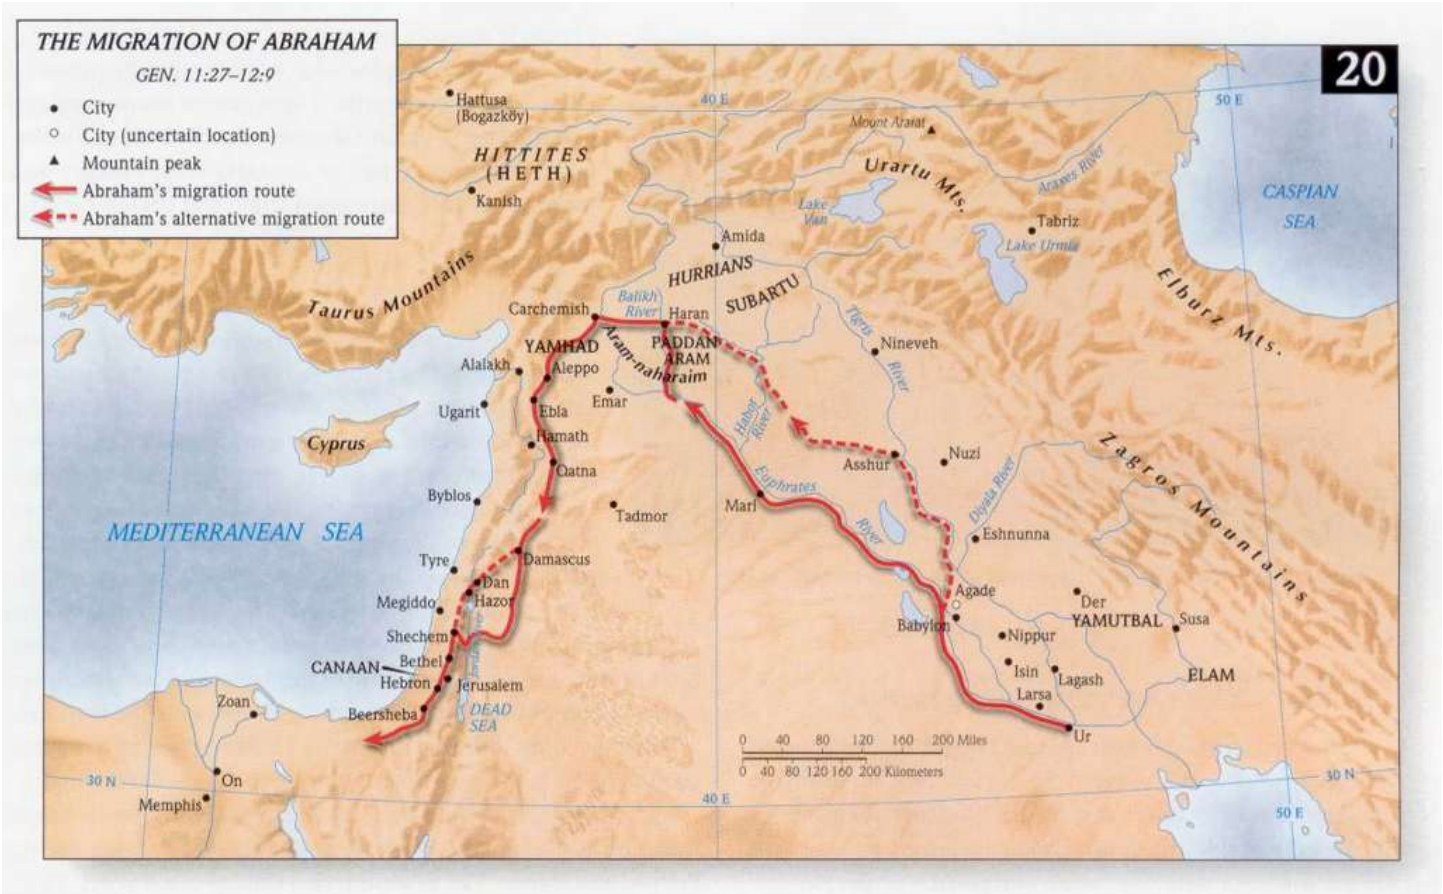 THE MIGRATION OF ABRAHAM
GEN. 11:27–12:9
City
City (uncertain location)
Mountain peak
Abraham's migration route
Abraham's alternative migration route
20
40 E
50 E
Hattusa
(Bogazköy)
HITTITES
(HETH)
Kanish
Mount Ararat
Urartu Mts.
Araxes River
CASPIAN
SEA
Lake
Van
Tabriz
Lake Urmia
Amida
HURRIANS
SUBARTU
Taurus Mountains
Elburz Mts.
Carchemish
Balikh
River
Haran
Tigris
River
Nineveh
YAMHAD
Aram-naharaim
PADDAN
ARAM
Alalakh
Aleppo
Emar
Ugarit
Ebla
Habor
River
Cyprus
Hamath
Qatna
Asshur
Nuzi
Zagros Mountains
Diyala River
Byblos
Euphrates
River
Mari
Tadmor
MEDITERRANEAN SEA
Eshnunna
Tyre
Damascus
Dan
Hazor
Megiddo
Agade
Der
Babylon
YAMUTBAL
Susa
Shechem
Nippur
CANAAN
Bethel
Isin
Lagash
ELAM
Hebron
Jerusalem
Larsa
Zoan
Beersheba
DEAD
SEA
Ur
0 40 80 120 160 200 Miles
0 40 80 120 160 200 Kilometers
30 N
On
Memphis
40 E
30 N
50 E